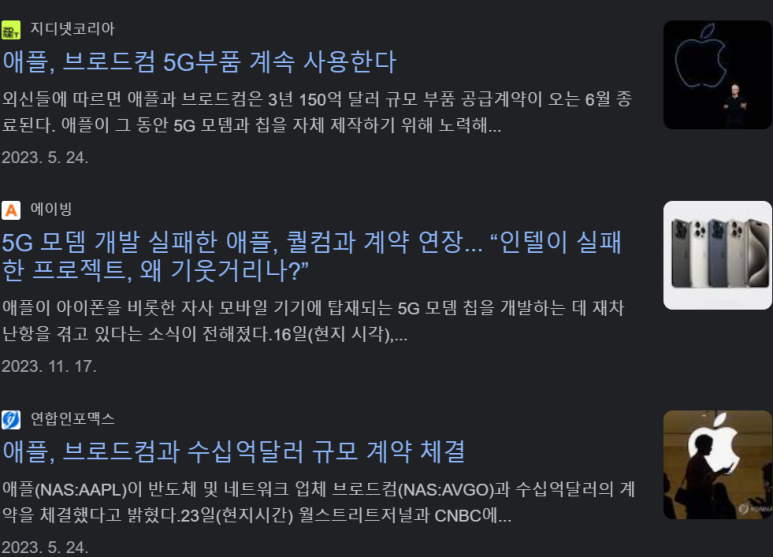 지디넷코리아
애플, 브로드컴 5G부품 계속 사용한다
외신들에 따르면 애플과 브로드컴은 3년 150억 달러 규모 부품 공급계약이 오는 6월 종
료된다. 애플이 그 동안 5G 모뎀과 칩을 자체 제작하기 위해 노력해...
2023. 5. 24.
에이빙
5G 모뎀 개발 실패한 애플, 퀄컴과 계약 연장... “인텔이 실패
한 프로젝트, 왜 기웃거리나?”
애플이 아이폰을 비롯한 자사 모바일 기기에 탑재되는 5G 모뎀 칩을 개발하는 데 재차
난항을 겪고 있다는 소식이 전해졌다.16일(현지 시각),...
2023. 11. 17.
연합인포맥스
애플, 브로드컴과 수십억달러 규모 계약 체결
애플(NAS:AAPL)이 반도체 및 네트워크 업체 브로드컴(NAS:AVGO)과 수십억달러의 계
약을 체결했다고 밝혔다.23일(현지시간) 월스트리트저널과 CNBC에...
2023. 5. 24.